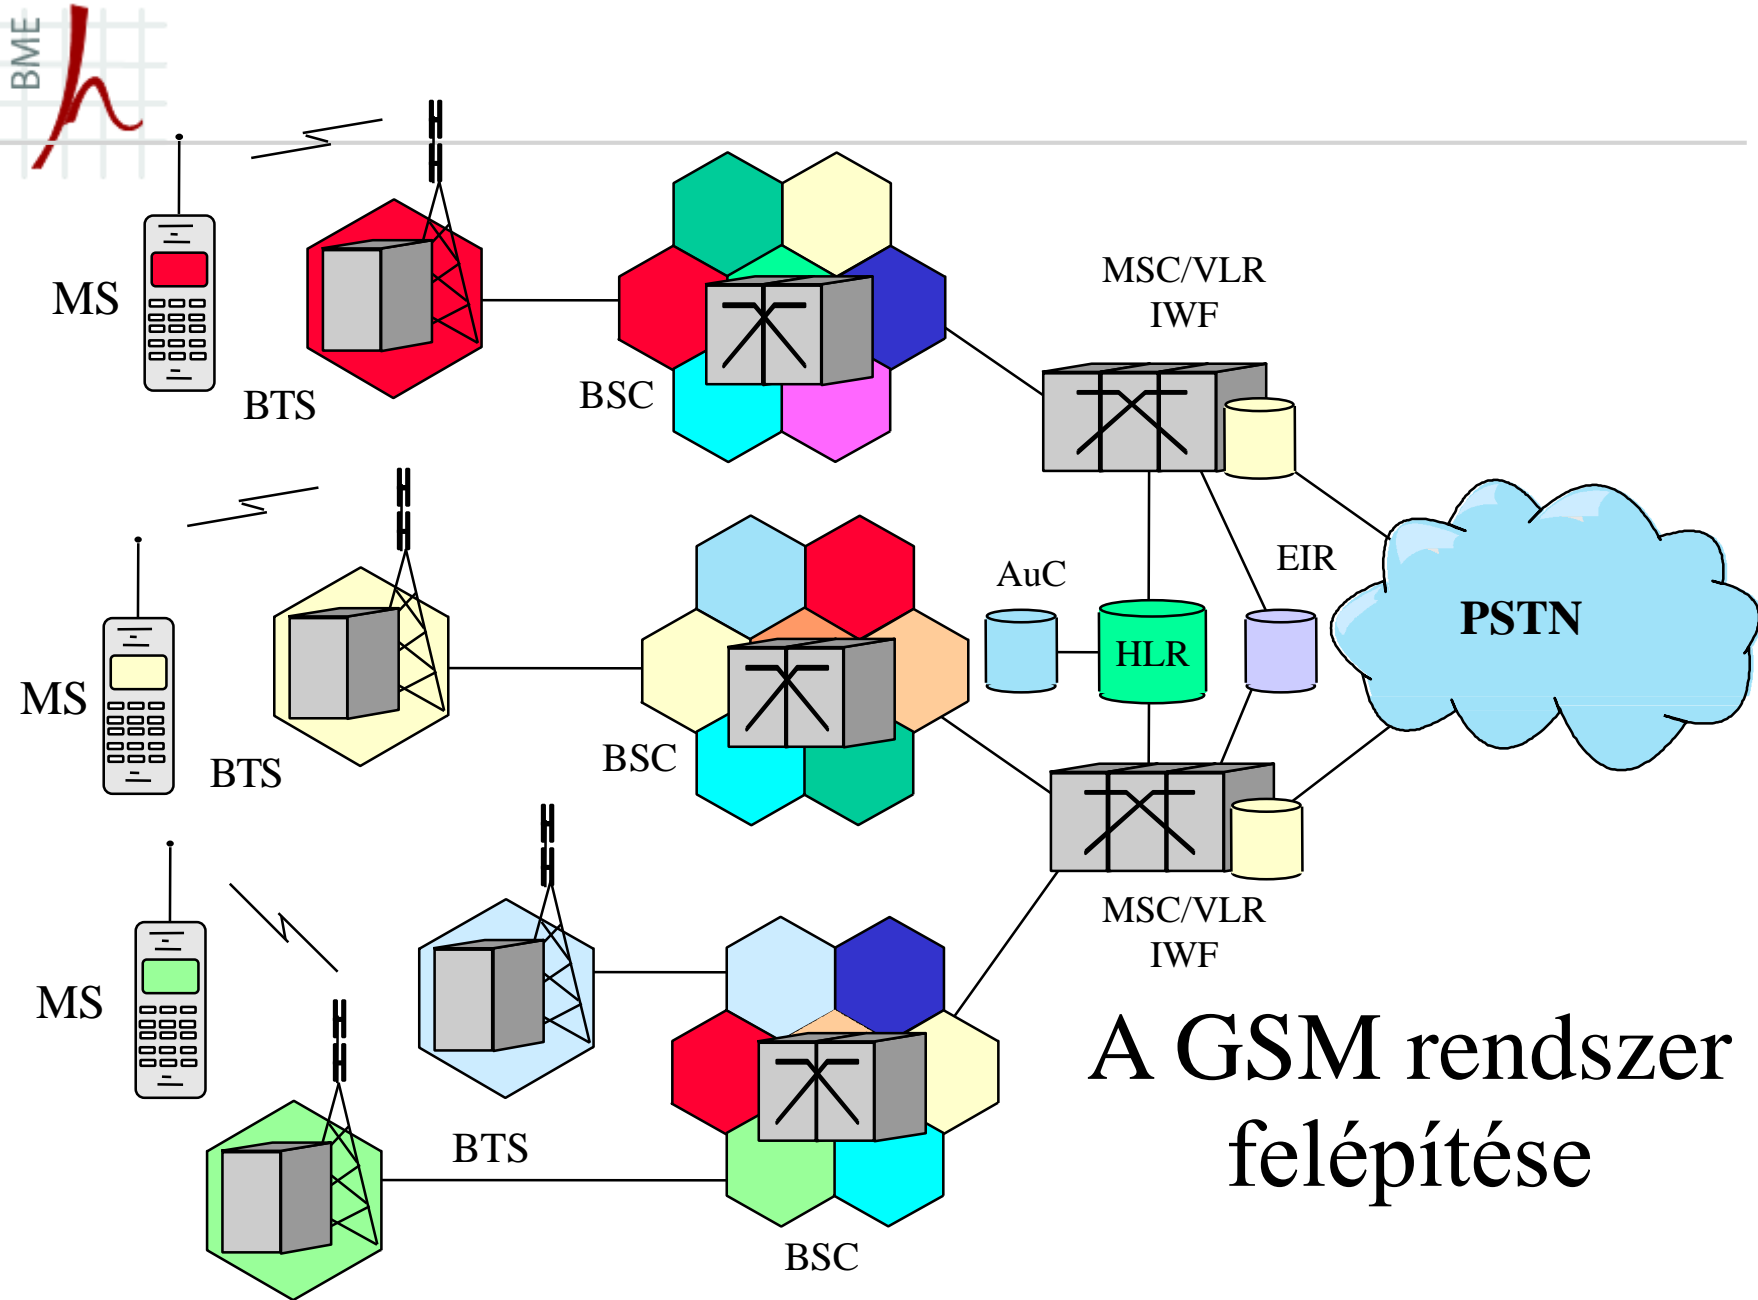 BME
MS
BTS
BSC
MSC/VLR
IWF
MS
BTS
BSC
AuC
HLR
EIR
PSTN
MSC/VLR
IWF
MS
BTS
BSC
A GSM rendszer
felépítése